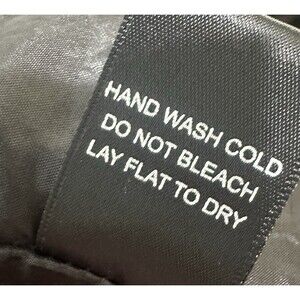 HAND WASH COLD
DO NOT BLEACH
LAY FLAT TO DRY